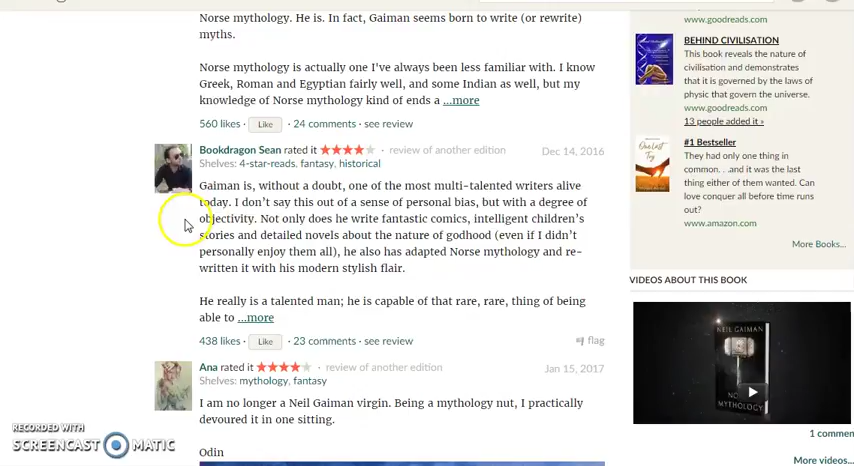 Norse mythology. He is. In fact, Gaiman seems born to write (or rewrite)
myths.
Norse mythology is actually one I've always been less familiar with. I know
Greek, Roman and Egyptian fairly well, and some Indian as well, but my
knowledge of Norse mythology kind of ends a ...more
560 likes · Like · 24 comments · see review
Bookdragon Sean rated it ★★★★★ · review of another edition
Dec 14, 2016
Shelves: 4-star-reads, fantasy, historical
Gaiman is, without a doubt, one of the most multi-talented writers alive
today. I don't say this out of a sense of personal bias, but with a degree of
objectivity. Not only does he write fantastic comics, intelligent children's
stories and detailed novels about the nature of godhood (even if I didn't
personally enjoy them all), he also has adapted Norse mythology and re-
written it with his modern stylish flair.
He really is a talented man; he is capable of that rare, rare, thing of being
able to ...more
438 likes · Like · 23 comments · see review
flag
Ana rated it ★★★★★ · review of another edition
Jan 15, 2017
Shelves: mythology, fantasy
I am no longer a Neil Gaiman virgin. Being a mythology nut, I practically
devoured it in one sitting.
Odin
www.goodreads.com
BEHIND CIVILISATION
This book reveals the nature of
civilisation and demonstrates
that it is governed by the laws of
physic that govern the universe.
www.goodreads.com
13 people added it ›
#1 Bestseller
They had only one thing in
common. . .and it was the last
thing either of them wanted. Can
love conquer all before time runs
out?
www.amazon.com
More Books...
VIDEOS ABOUT THIS BOOK
NEIL GAIMAN
MYTHOLOGY
1 commen
More videos...
RECORDED WITH
SCREENCAST MATIC